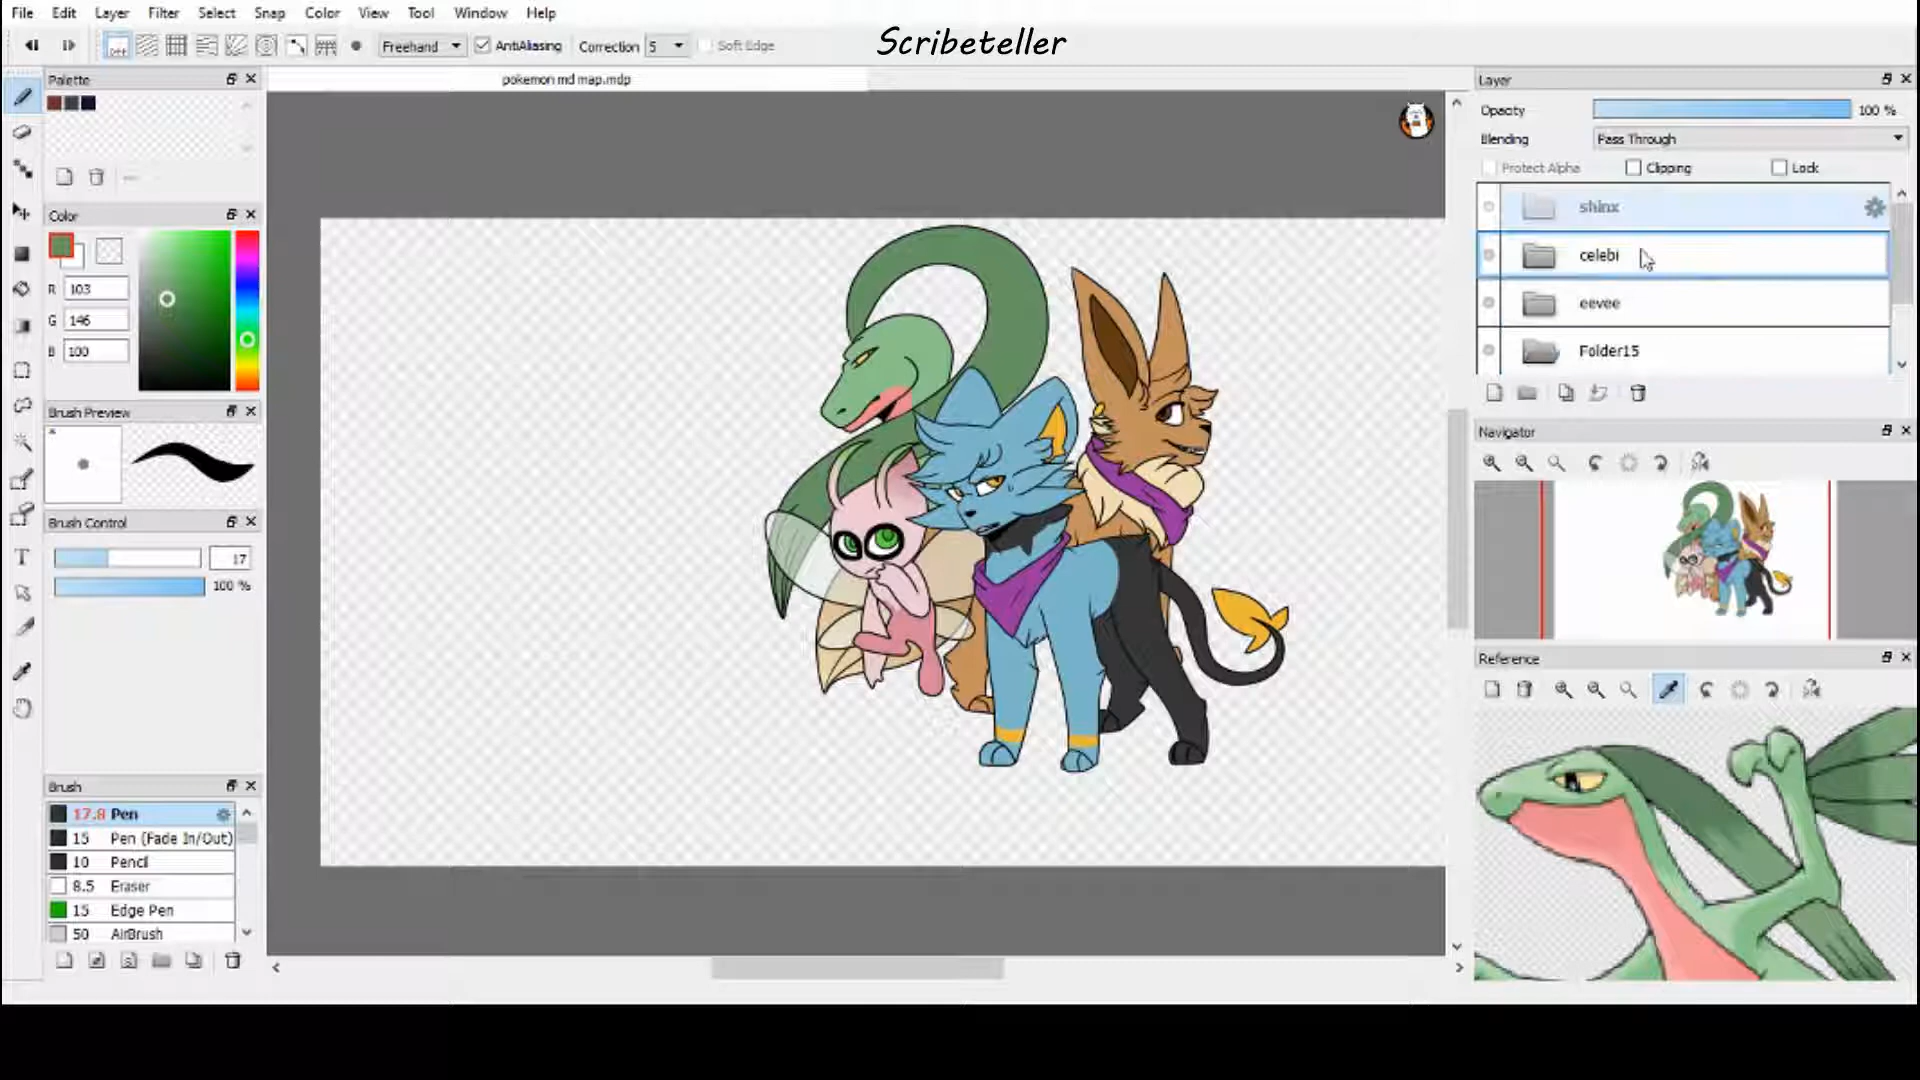 File Edit Layer Filter Select Snap Color View Tool Window Help
Off Freehand AntiAliasing Correction 5 Soft Edge
Scribeteller
pokemon md map.mdp
Palette
Color
R 103
G 146
B 100
Brush Preview
Brush Control
17
100 %
Brush
17.8 Pen
15 Pen (Fade In/Out)
10 Pencil
8.5 Eraser
15 Edge Pen
50 AirBrush
Layer
Opacity 100 %
Blending Pass Through
Protect Alpha Clipping Lock
shinx
celebi
eevee
Folder15
Navigator
Reference